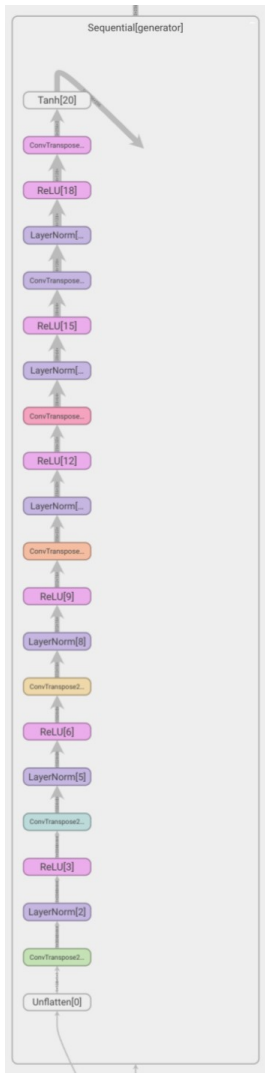 Sequential[generator]
Tanh[20]
ConvTranspose...
ReLU[18]
LayerNorm[...
ConvTranspose...
ReLU[15]
LayerNorm[...
ConvTranspose...
ReLU[12]
LayerNorm[...
ConvTranspose...
ReLU[9]
LayerNorm[8]
ConvTranspose2...
ReLU[6]
LayerNorm[5]
ConvTranspose2...
ReLU[3]
LayerNorm[2]
ConvTranspose2...
Unflatten[0]